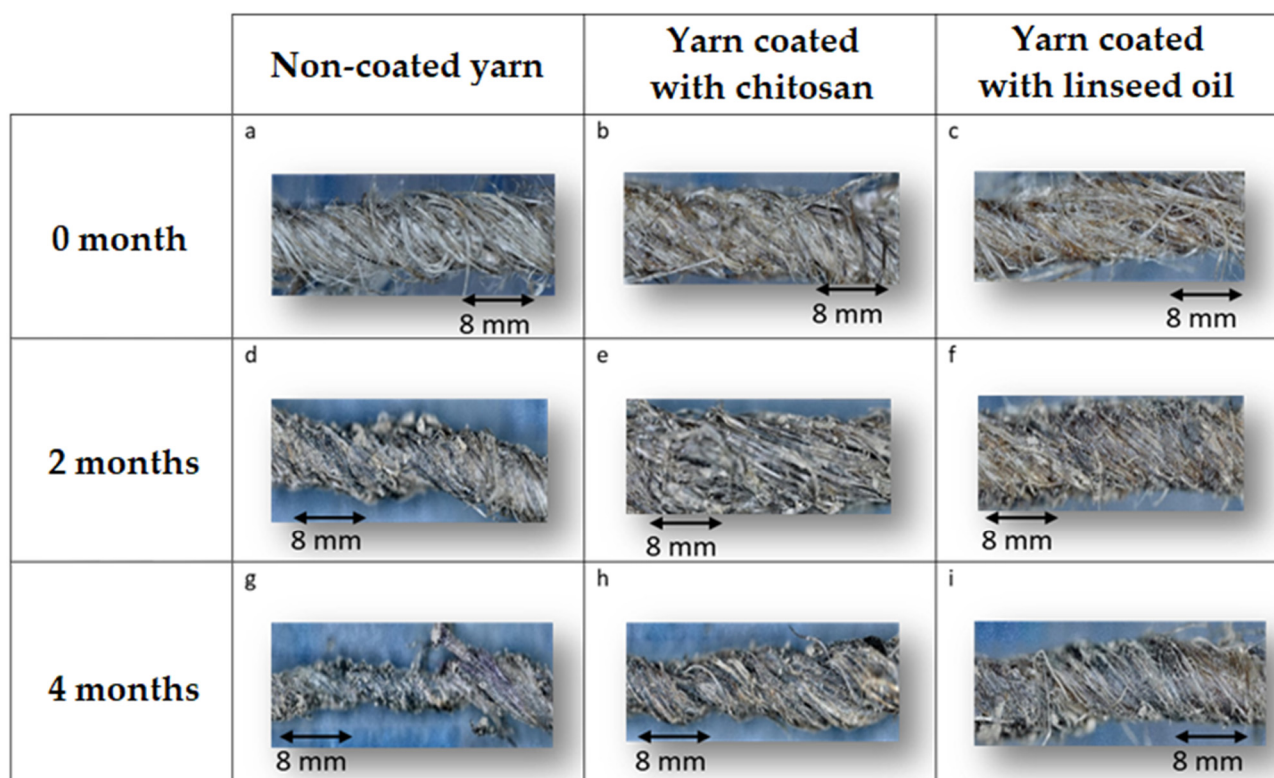 Non-coated yarn
Yarn coated
with chitosan
Yarn coated
with linseed oil
0 month
a
8 mm
b
8 mm
c
8 mm
2 months
d
8 mm
e
8 mm
f
8 mm
4 months
g
8 mm
h
8 mm
i
8 mm